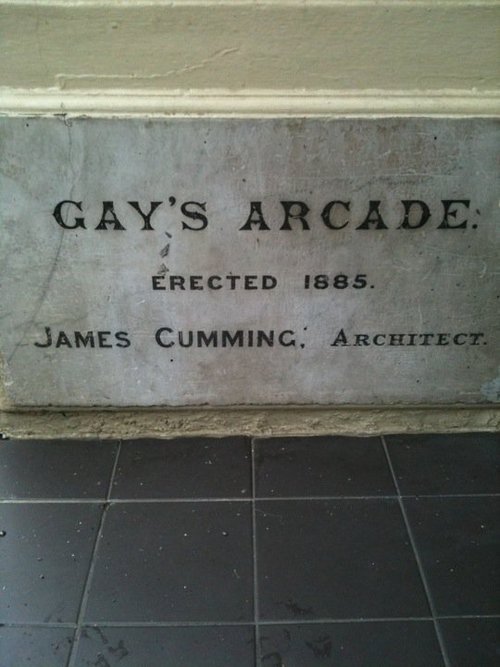 GAY'S ARCADE.
ERECTED 1885.
JAMES CUMMING, ARCHITECT.